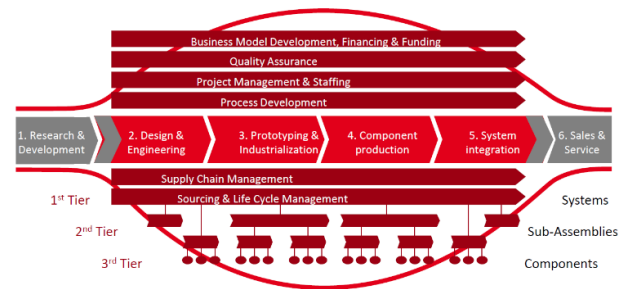 Business Model Development, Financing & Funding
Quality Assurance
Project Management & Staffing
Process Development
1. Research &
Development
2. Design &
Engineering
3. Prototyping &
Industrialization
4. Component
production
5. System
integration
6. Sales &
Service
Supply Chain Management
Sourcing & Life Cycle Management
1st Tier
Systems
2nd Tier
Sub-Assemblies
3rd Tier
Components